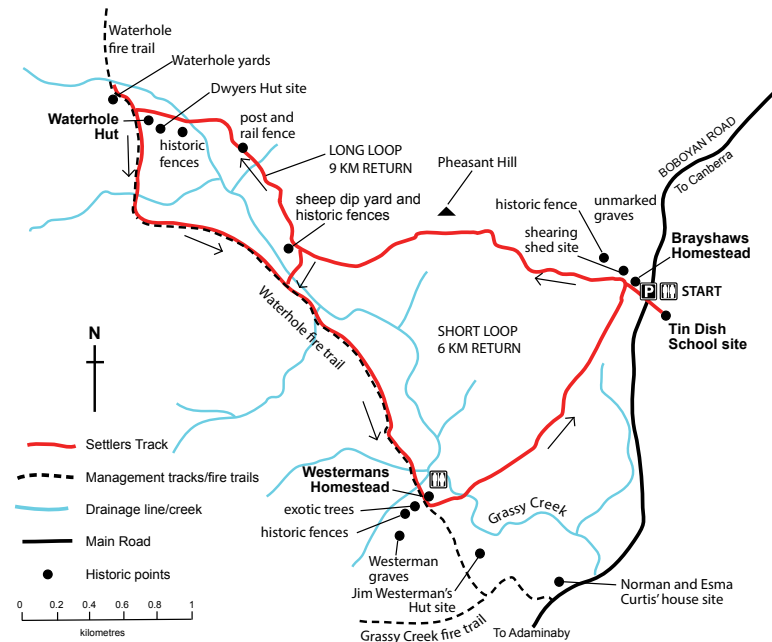 Waterhole
fire trail
Waterhole yards
Dwyers Hut site
Waterhole
Hut
historic
fences
post and
rail fence
LONG LOOP
9 KM RETURN
Pheasant Hill
sheep dip yard and
historic fences
BOBOYAN ROAD
To Canberra
historic fence
unmarked
graves
shearing
shed site
Brayshaws
Homestead
P
START
Tin Dish
School site
Waterhole fire trail
SHORT LOOP
6 KM RETURN
N
Settlers Track
Management tracks/fire trails
Drainage line/creek
Main Road
Historic points
0 0.2 0.4 0.6 0.8 1
kilometres
Westermans
Homestead
exotic trees
historic fences
Westerman
graves
Jim Westerman's
Hut site
Grassy Creek
Grassy Creek fire trail
To Adaminaby
Norman and Esma
Curtis' house site